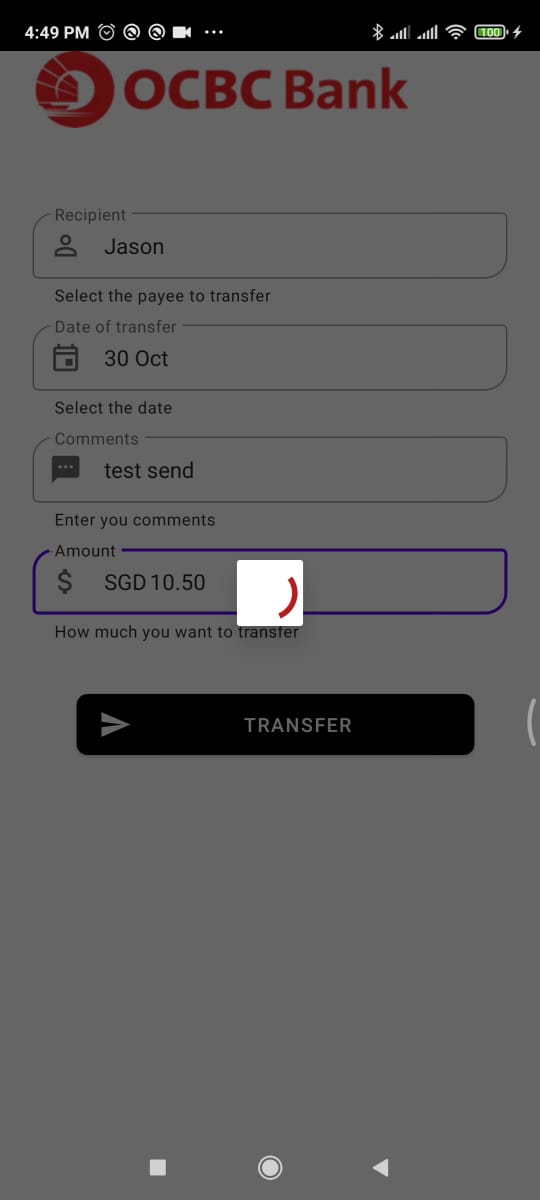 4:49 PM
100
OCBC Bank
Recipient
Jason
Select the payee to transfer
Date of transfer
30 Oct
Select the date
Comments
test send
Enter you comments
Amount
$ SGD 10.50
How much you want to transfer
TRANSFER